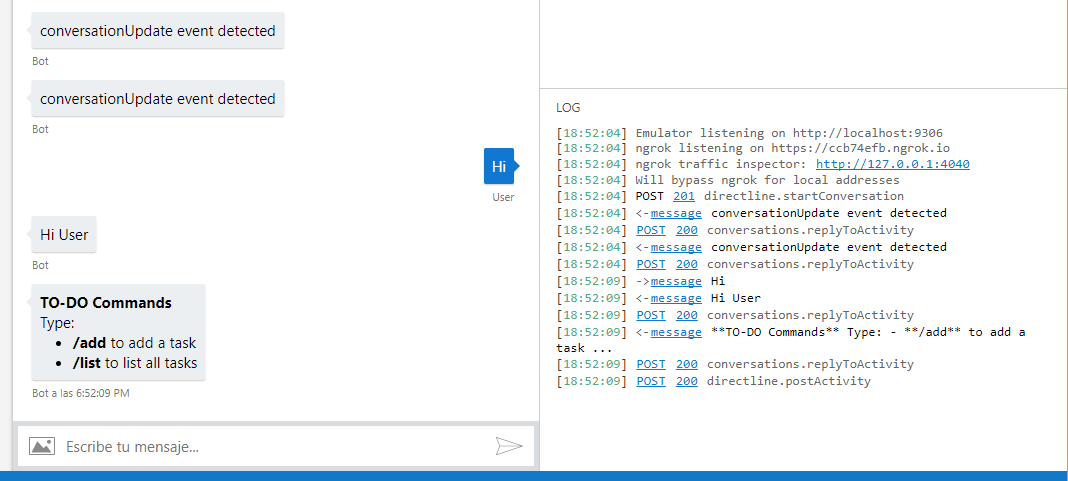 conversationUpdate event detected
Bot
conversationUpdate event detected
Bot
Hi
User
Hi User
Bot
TO-DO Commands
Type:
• /add to add a task
• /list to list all tasks
Bot a las 6:52:09 PM
Escribe tu mensaje...
LOG
[18:52:04] Emulator listening on http://localhost:9306
[18:52:04] ngrok listening on https://ccb74efb.ngrok.io
[18:52:04] ngrok traffic inspector: http://127.0.0.1:4040
[18:52:04] Will bypass ngrok for local addresses
[18:52:04] POST 201 directline.startConversation
[18:52:04] <-message conversationUpdate event detected
[18:52:04] POST 200 conversations.replyToActivity
[18:52:04] <-message conversationUpdate event detected
[18:52:04] POST 200 conversations.replyToActivity
[18:52:09] ->message Hi
[18:52:09] <-message Hi User
[18:52:09] POST 200 conversations.replyToActivity
[18:52:09] <-message **TO-DO Commands** Type: - **/add** to add a
task ...
[18:52:09] POST 200 conversations.replyToActivity
[18:52:09] POST 200 directline.postActivity